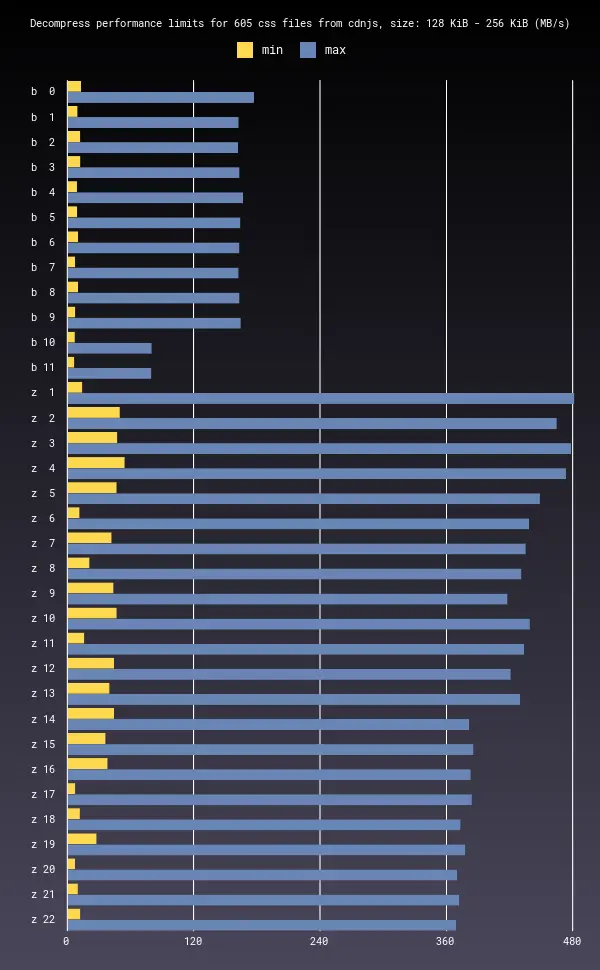 Decompress performance limits for 605 css files from cdnjs, size: 128 KiB - 256 KiB (MB/s)
min max
b 0
b 1
b 2
b 3
b 4
b 5
b 6
b 7
b 8
b 9
b 10
b 11
z 1
z 2
z 3
z 4
z 5
z 6
z 7
z 8
z 9
z 10
z 11
z 12
z 13
z 14
z 15
z 16
z 17
z 18
z 19
z 20
z 21
z 22
0 120 240 360 480